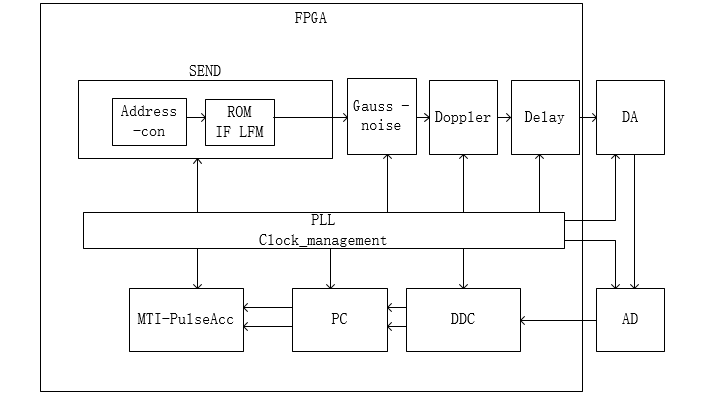 FPGA
SEND
Address
-con
ROM
IF LFM
Gauss -
noise
Doppler
Delay
DA
PLL
Clock_management
MTI-PulseAcc
PC
DDC
AD